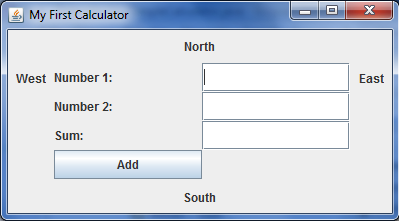 My First Calculator
North
West Number 1: East
Number 2:
Sum:
Add
South